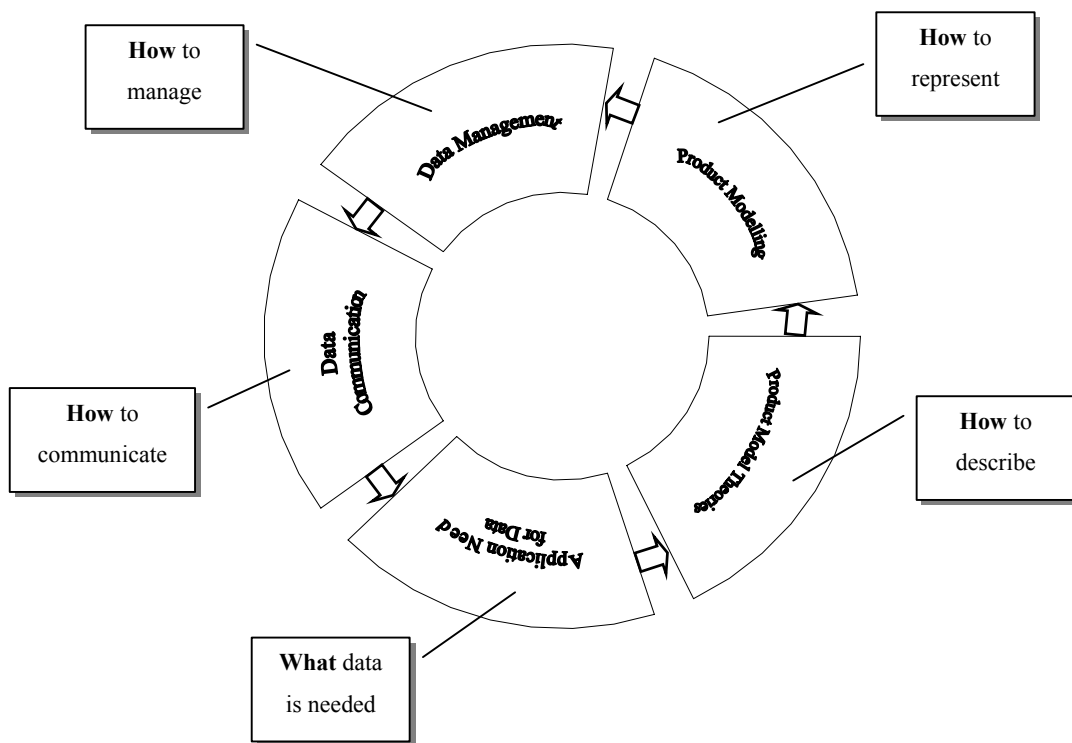 How to
manage
How to
represent
Data Management
Product Modelling
Data
Communication
How to
communicate
Product Model Theories
How to
describe
Application Need
for Data
What data
is needed